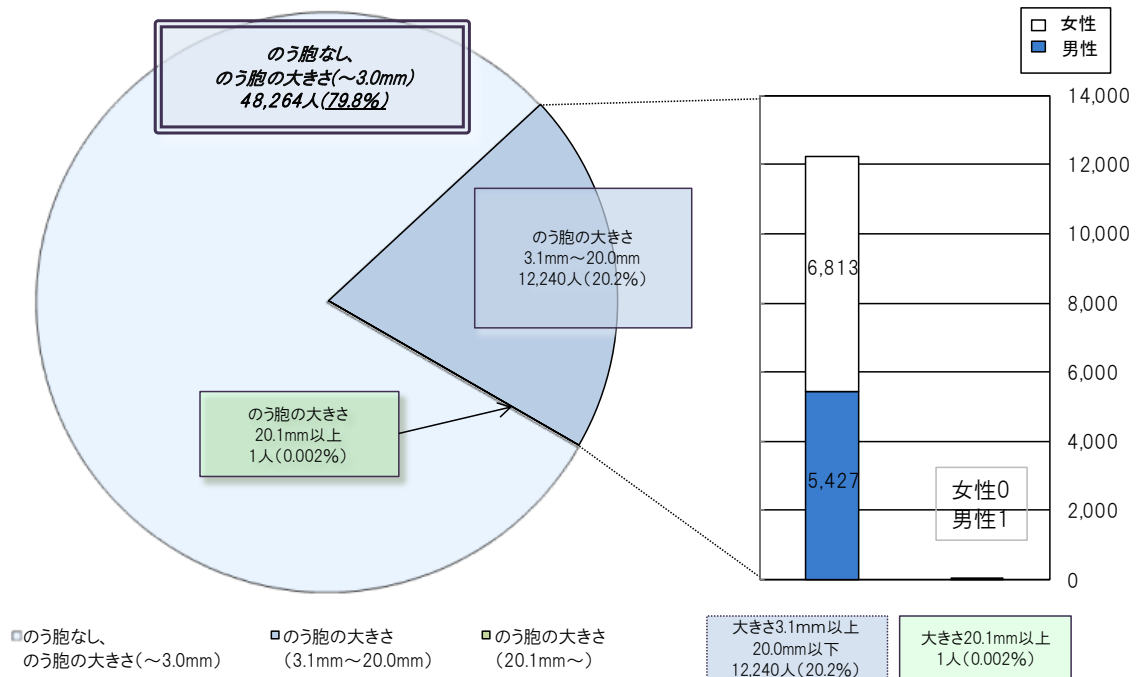 のう胞なし、
のう胞の大きさ(～3.0mm)
48,264人(79.8%)
のう胞の大きさ
3.1mm～20.0mm
12,240人(20.2%)
のう胞の大きさ
20.1mm以上
1人(0.002%)
女性
男性
14,000
12,000
10,000
8,000
6,000
4,000
2,000
0
6,813
5,427
女性0
男性1
のう胞なし、
のう胞の大きさ(～3.0mm)
のう胞の大きさ
(3.1mm～20.0mm)
のう胞の大きさ
(20.1mm～)
大きさ3.1mm以上
20.0mm以下
12,240人(20.2%)
大きさ20.1mm以上
1人(0.002%)